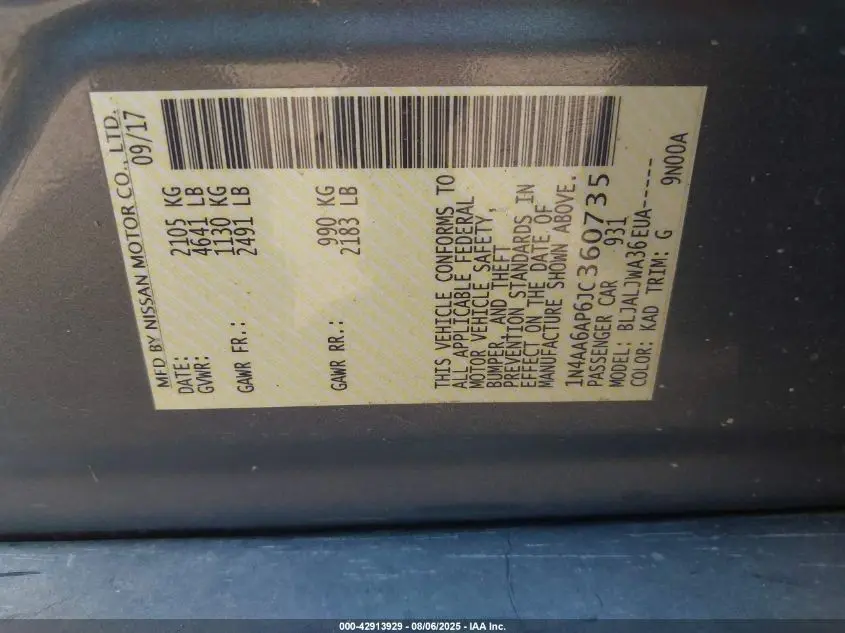 MFD BY NISSAN MOTOR CO., LTD.
DATE: 09/17
GVWR: 2105 KG
4641 LB
GAWR FR.: 1130 KG
2491 LB
GAWR RR.: 990 KG
2183 LB
THIS VEHICLE CONFORMS TO
ALL APPLICABLE FEDERAL
MOTOR VEHICLE SAFETY,
BUMPER, AND THEFT
PREVENTION STANDARDS IN
EFFECT ON THE DATE OF
MANUFACTURE SHOWN ABOVE.
1N4AA6AP6JC360735
PASSENGER CAR 931
MODEL: BLJALJWA36EUA-----
COLOR: KAD TRIM: G 9N00A
000-42913929 - 08/06/2025 - IAA Inc.